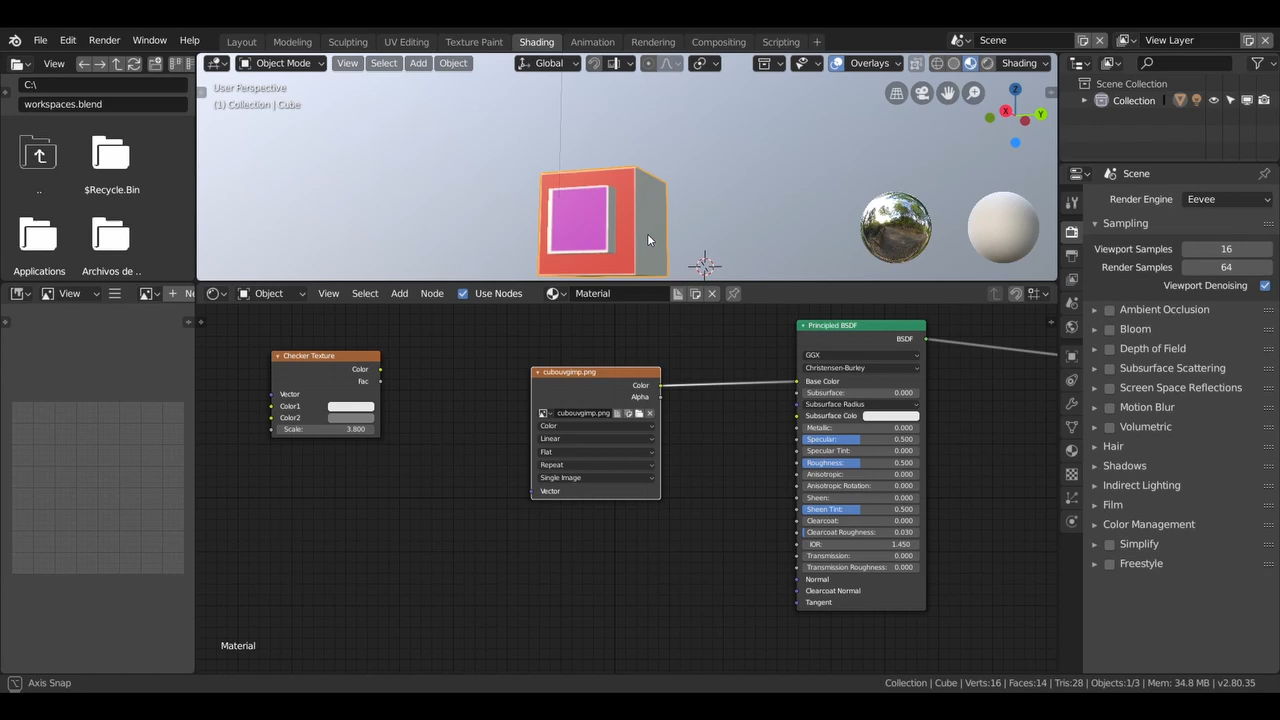 File Edit Render Window Help
Layout Modeling Sculpting UV Editing Texture Paint Shading Animation Rendering Compositing Scripting +
Scene View Layer
View
C:\
workspaces.blend
..
$Recycle.Bin
Applications
Archivos de ..
Object Mode View Select Add Object Global Overlays Shading
User Perspective
(1) Collection | Cube
X
Y
Z
Scene Collection
Collection
Scene
Render Engine Eevee
Sampling
Viewport Samples 16
Render Samples 64
Viewport Denoising
Ambient Occlusion
Bloom
Depth of Field
Subsurface Scattering
Screen Space Reflections
Motion Blur
Volumetric
Hair
Shadows
Indirect Lighting
Film
Color Management
Simplify
Freestyle
View + Ne
Object View Select Add Node Use Nodes Material
Checker Texture
Color
Fac
Vector
Color1
Color2
Scale: 3.800
cubouvgimp.png
Color
Alpha
cubouvgimp.png
Color
Linear
Flat
Repeat
Single Image
Vector
Principled BSDF
BSDF
GGX
Christensen-Burley
Base Color
Subsurface: 0.000
Subsurface Radius
Subsurface Colo
Metallic: 0.000
Specular: 0.500
Specular Tint: 0.000
Roughness: 0.500
Anisotropic: 0.000
Anisotropic Rotation: 0.000
Sheen: 0.000
Sheen Tint: 0.500
Clearcoat: 0.000
Clearcoat Roughness: 0.030
IOR: 1.450
Transmission: 0.000
Transmission Roughness: 0.000
Normal
Clearcoat Normal
Tangent
Material
Axis Snap
Collection | Cube | Verts:16 | Faces:14 | Tris:28 | Objects:1/3 | Mem: 34.8 MB | v2.80.35